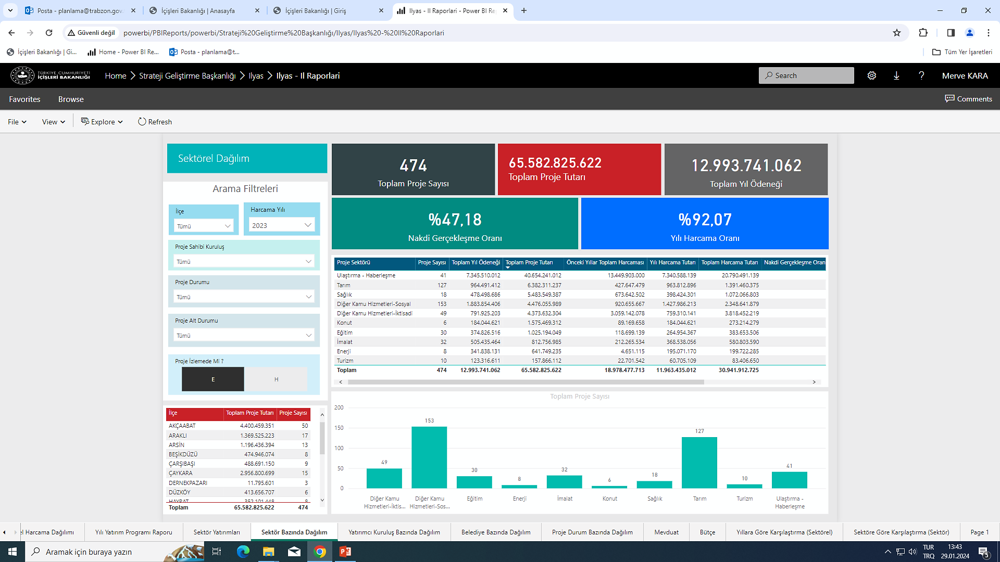 Posta - planlama@trabzon.gov.
İçişleri Bakanlığı | Anasayfa
İçişleri Bakanlığı | Giriş
Ilyas - Il Raporlari - Power BI Re
Güvenli değil
powerbi/PBIReports/powerbi/Strateji%20Geliştirme%20Başkanlığı/Ilyas/Ilyas%20-%20Il%20Raporlari
İçişleri Bakanlığı | Gi...
Home - Power BI Re...
Posta - planlama@t...
Tüm Yer İşaretleri
TÜRKİYE CUMHURİYETİ
İÇİŞLERİ BAKANLIĞI
Home > Strateji Geliştirme Başkanlığı > Ilyas > Ilyas - Il Raporlari
Search
?
Merve KARA
Favorites
Browse
Comments
File
View
Explore
Refresh
Sektörel Dağılım
474
Toplam Proje Sayısı
65.582.825.622
Toplam Proje Tutarı
12.993.741.062
Toplam Yıl Ödeneği
%47,18
Nakdi Gerçekleşme Oranı
%92,07
Yılı Harcama Oranı
Arama Filtreleri
İlçe
Tümü
Harcama Yılı
2023
Proje Sahibi Kuruluş
Tümü
Proje Durumu
Tümü
Proje Alt Durumu
Tümü
Proje İzlemede Mi ?
E
H
Proje Sektörü Proje Sayısı Toplam Yıl Ödeneği Toplam Proje Tutarı Önceki Yıllar Toplam Harcaması Yılı Harcama Tutarı Toplam Harcama Tutarı Nakdi Gerçekleşme Oran
Ulaştırma - Haberleşme 41 7.345.510.012 40.654.241.012 13.449.903.000 7.340.588.139 20.790.491.139
Tarım 127 964.491.412 6.382.311.237 427.647.479 963.812.896 1.391.460.375
Sağlık 18 478.498.686 5.483.549.387 673.642.502 398.424.301 1.072.066.803
Diğer Kamu Hizmetleri-Sosyal 153 1.883.854.406 4.476.055.989 920.655.667 1.427.986.213 2.348.641.879
Diğer Kamu Hizmetleri-İktisadi 49 791.925.203 4.373.632.304 3.059.142.078 759.310.141 3.818.452.219
Konut 6 184.044.621 1.575.469.312 89.169.658 184.044.621 273.214.279
Eğitim 30 374.826.516 1.025.194.049 118.699.139 264.954.367 383.653.506
İmalat 32 505.435.464 812.756.985 212.265.534 368.538.056 580.803.590
Enerji 8 341.838.131 641.749.235 4.651.115 195.071.170 199.722.285
Turizm 10 123.316.611 157.866.112 22.701.542 60.705.109 83.406.650
Toplam 474 12.993.741.062 65.582.825.622 18.978.477.713 11.963.435.012 30.941.912.725
İlçe Toplam Proje Tutarı Proje Sayısı
AKÇAABAT 4.400.459.351 50
ARAKLI 1.369.525.223 17
ARSİN 1.196.436.394 13
BEŞİKDÜZÜ 474.946.074 8
ÇARŞIBAŞI 488.691.150 9
ÇAYKARA 2.956.800.699 15
DERNEKPAZARI 11.795.601 3
DÜZKÖY 413.656.707 6
HAYRAT 352.101.448 8
Toplam 65.582.825.622 474
Toplam Proje Sayısı
200
150
100
50
0
49
153
30
8
32
6
18
127
10
41
Diğer Kamu Hizmetleri-İktis...
Diğer Kamu Hizmetleri-Sos...
Eğitim
Enerji
İmalat
Konut
Sağlık
Tarım
Turizm
Ulaştırma - Haberleşme
el Harcama Dağılımı
Yılı Yatırım Programı Raporu
Sektör Yatırımları
Sektör Bazında Dağılım
Yatırımcı Kuruluş Bazında Dağılım
Belediye Bazında Dağılım
Proje Durum Bazında Dağılım
Mevduat
Bütçe
Yıllara Göre Karşılaştırma (Sektörel)
Sektöre Göre Karşılaştırma (Sektör)
Page 1
Aramak için buraya yazın
TUR
TRQ
13:43
29.01.2024
5